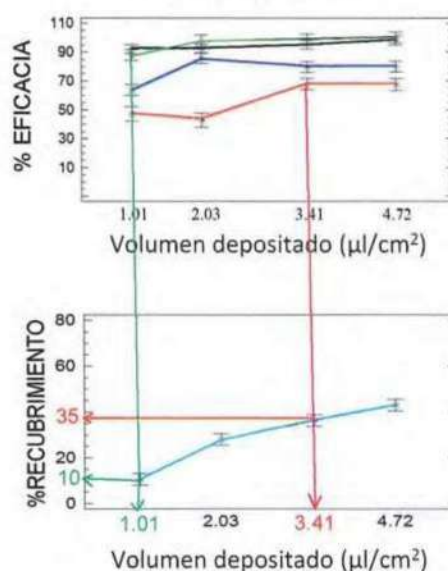 110
90
70
50
30
10
% EFICACIA
1.01 2.03 3.41 4.72
Volumen depositado (µl/cm²)
80
60
35
20
10
0
%RECUBRIMIENTO
1.01 2.03 3.41 4.72
Volumen depositado (µl/cm²)